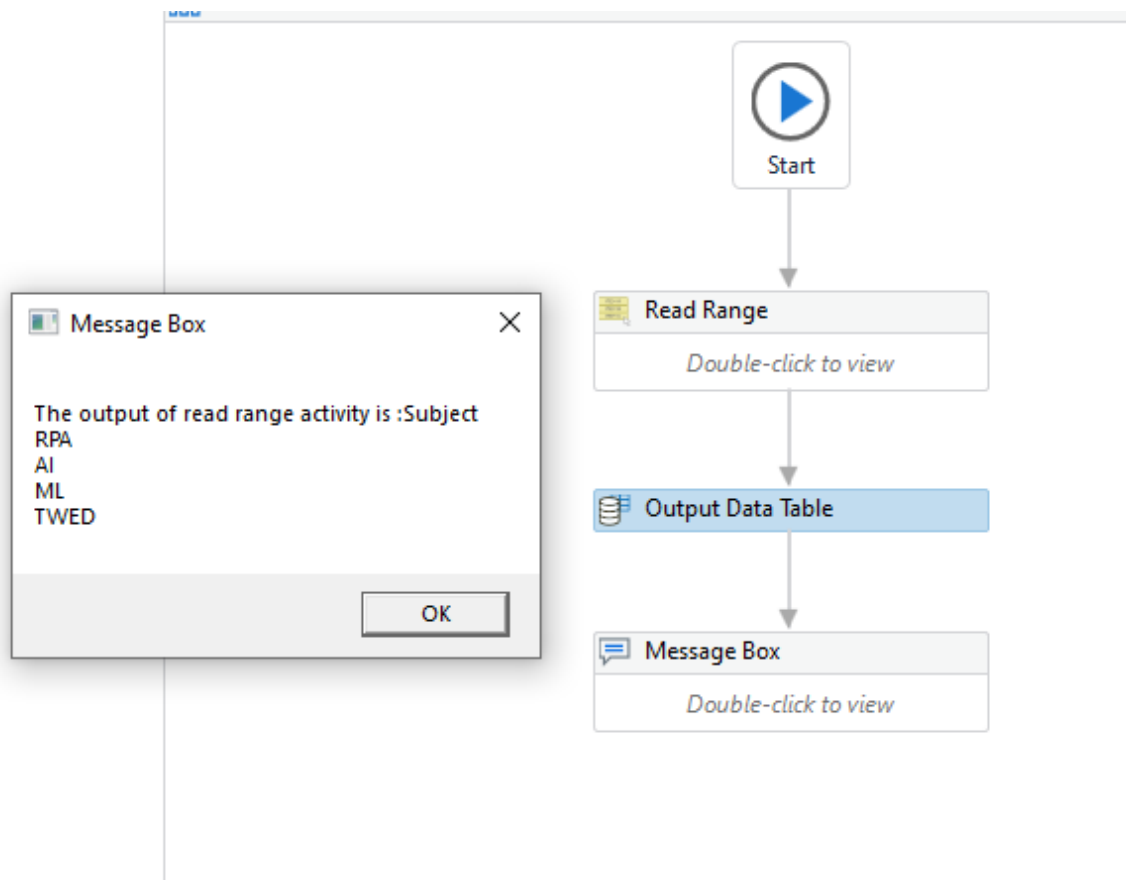 Start
Read Range
Double-click to view
Message Box
The output of read range activity is :Subject
RPA
AI
ML
TWED
OK
Output Data Table
Message Box
Double-click to view